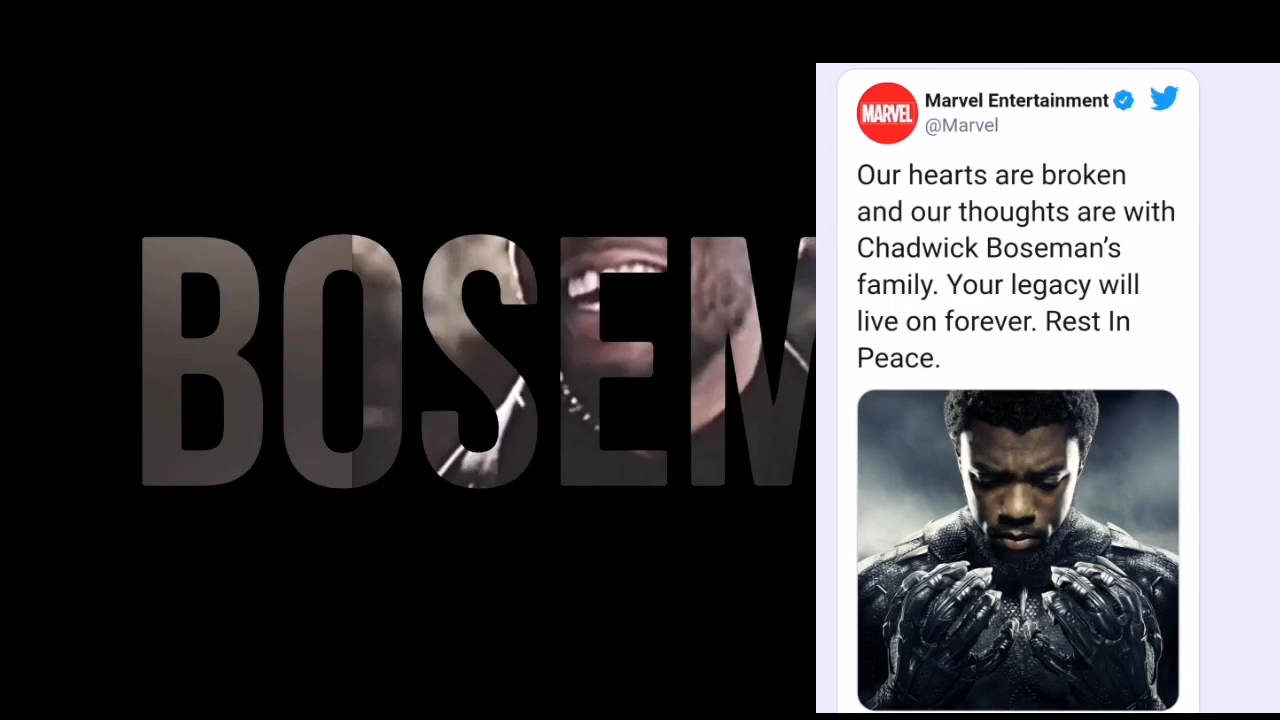 BOSEM
MARVEL
Marvel Entertainment
@Marvel
Our hearts are broken
and our thoughts are with
Chadwick Boseman’s
family. Your legacy will
live on forever. Rest In
Peace.